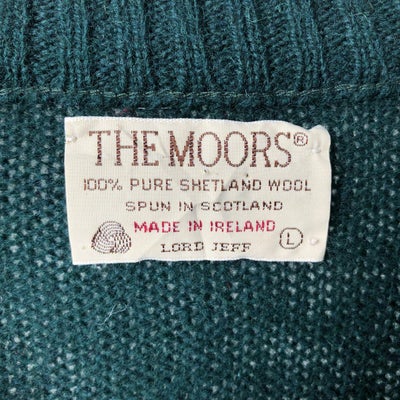 THE MOORS®
100% PURE SHETLAND WOOL
SPUN IN SCOTLAND
MADE IN IRELAND
LORD JEFF L